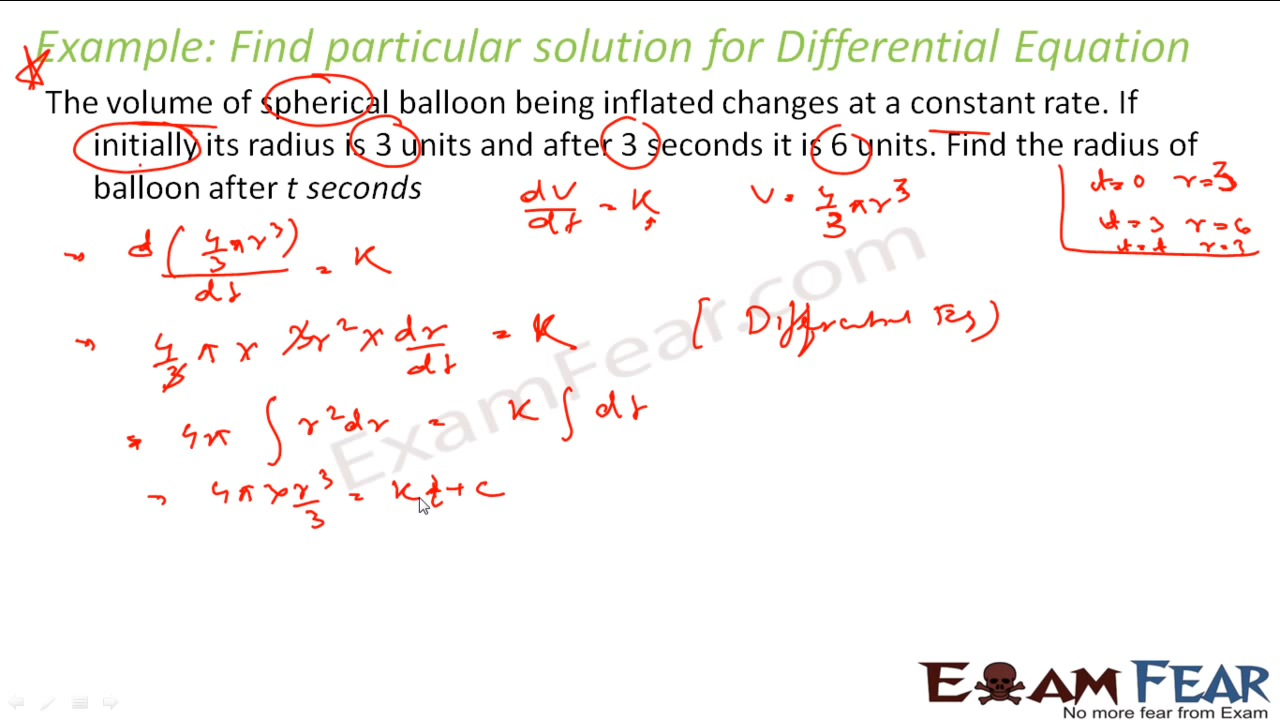 Example: Find particular solution for Differential Equation
The volume of spherical balloon being inflated changes at a constant rate. If
initially its radius is 3 units and after 3 seconds it is 6 units. Find the radius of
balloon after t seconds
dV/dt = K V = 4/3 πr³
t=0 r=3
t=3 r=6
t=t r=?
→ d(4/3 πr³)/dt = K
→ 4/3 π x 3r² x dr/dt = K [Differential Eq)
→ 4π ∫ r²dr = K ∫ dt
→ 4π x r³/3 = Kt + C
ExamFear.com
EXAM FEAR
No more fear from Exam